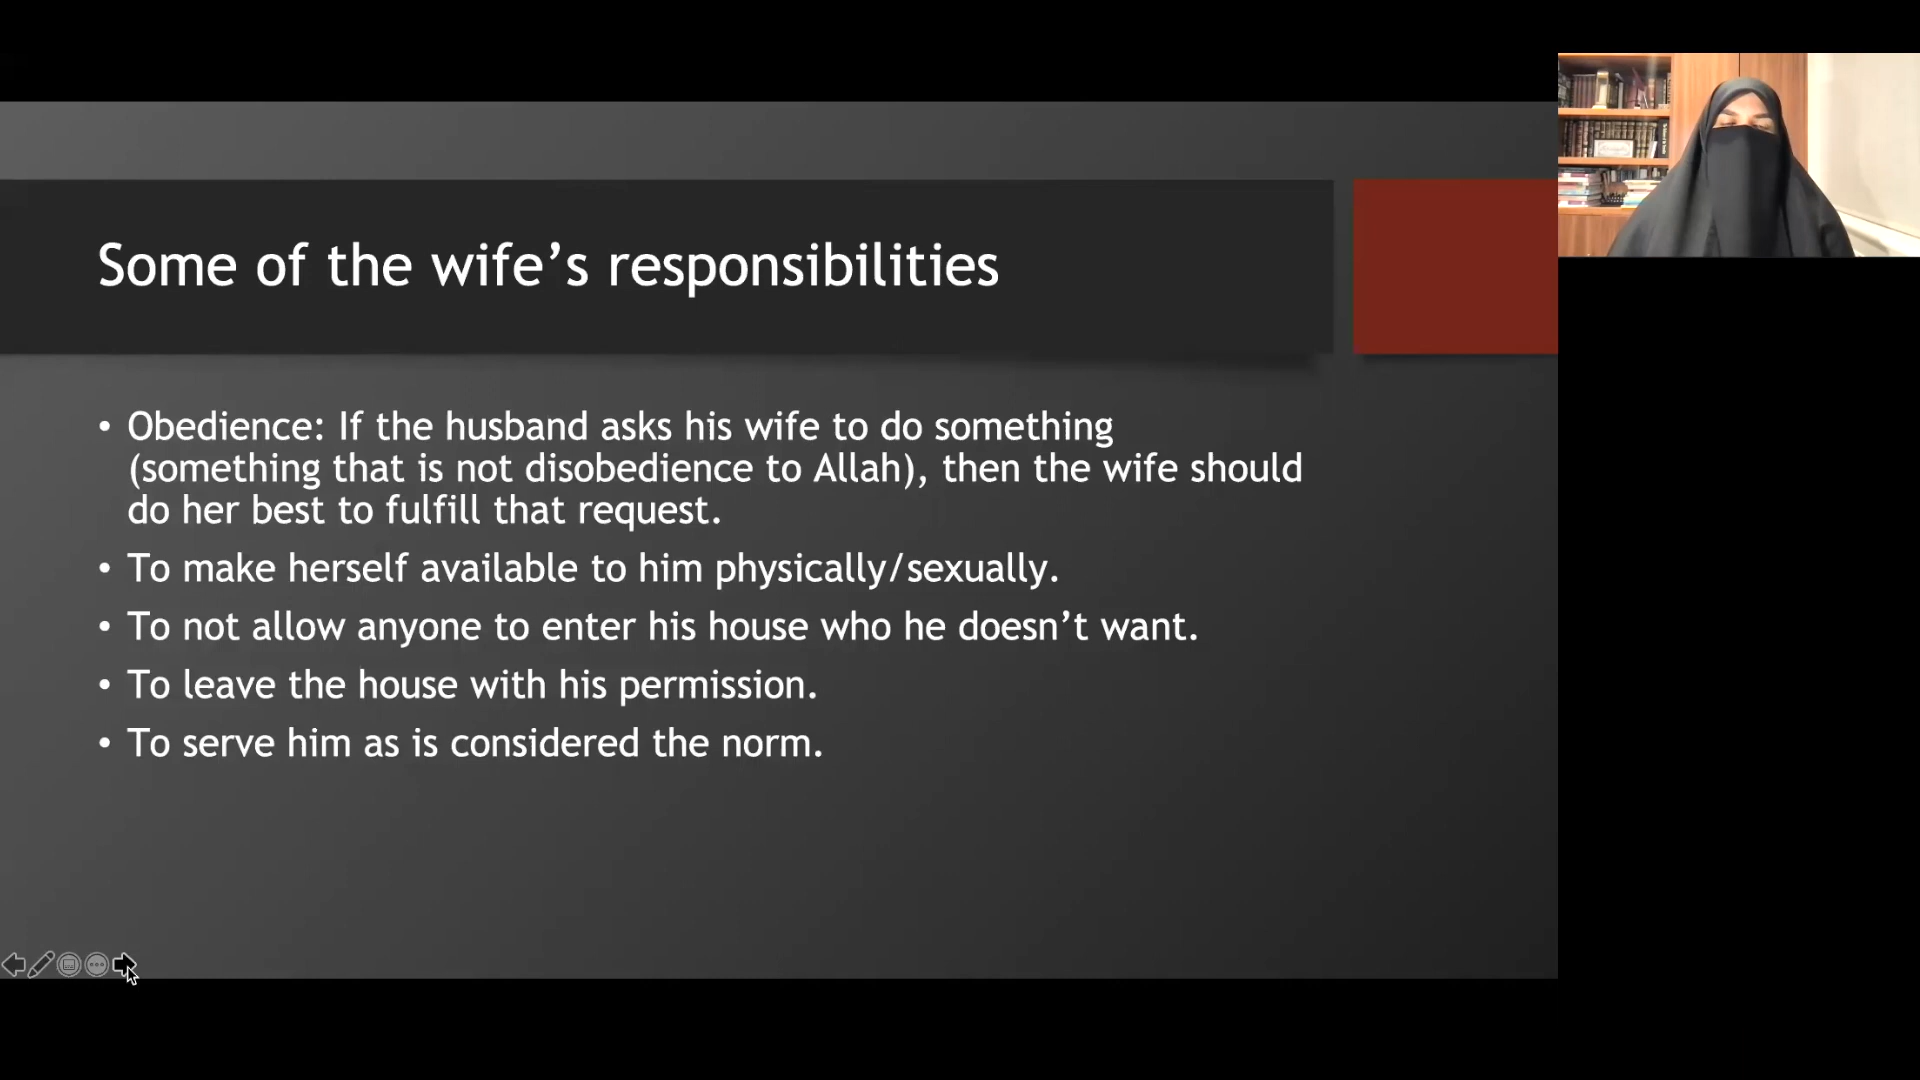 Some of the wife’s responsibilities
• Obedience: If the husband asks his wife to do something
(something that is not disobedience to Allah), then the wife should
do her best to fulfill that request.
• To make herself available to him physically/sexually.
• To not allow anyone to enter his house who he doesn’t want.
• To leave the house with his permission.
• To serve him as is considered the norm.